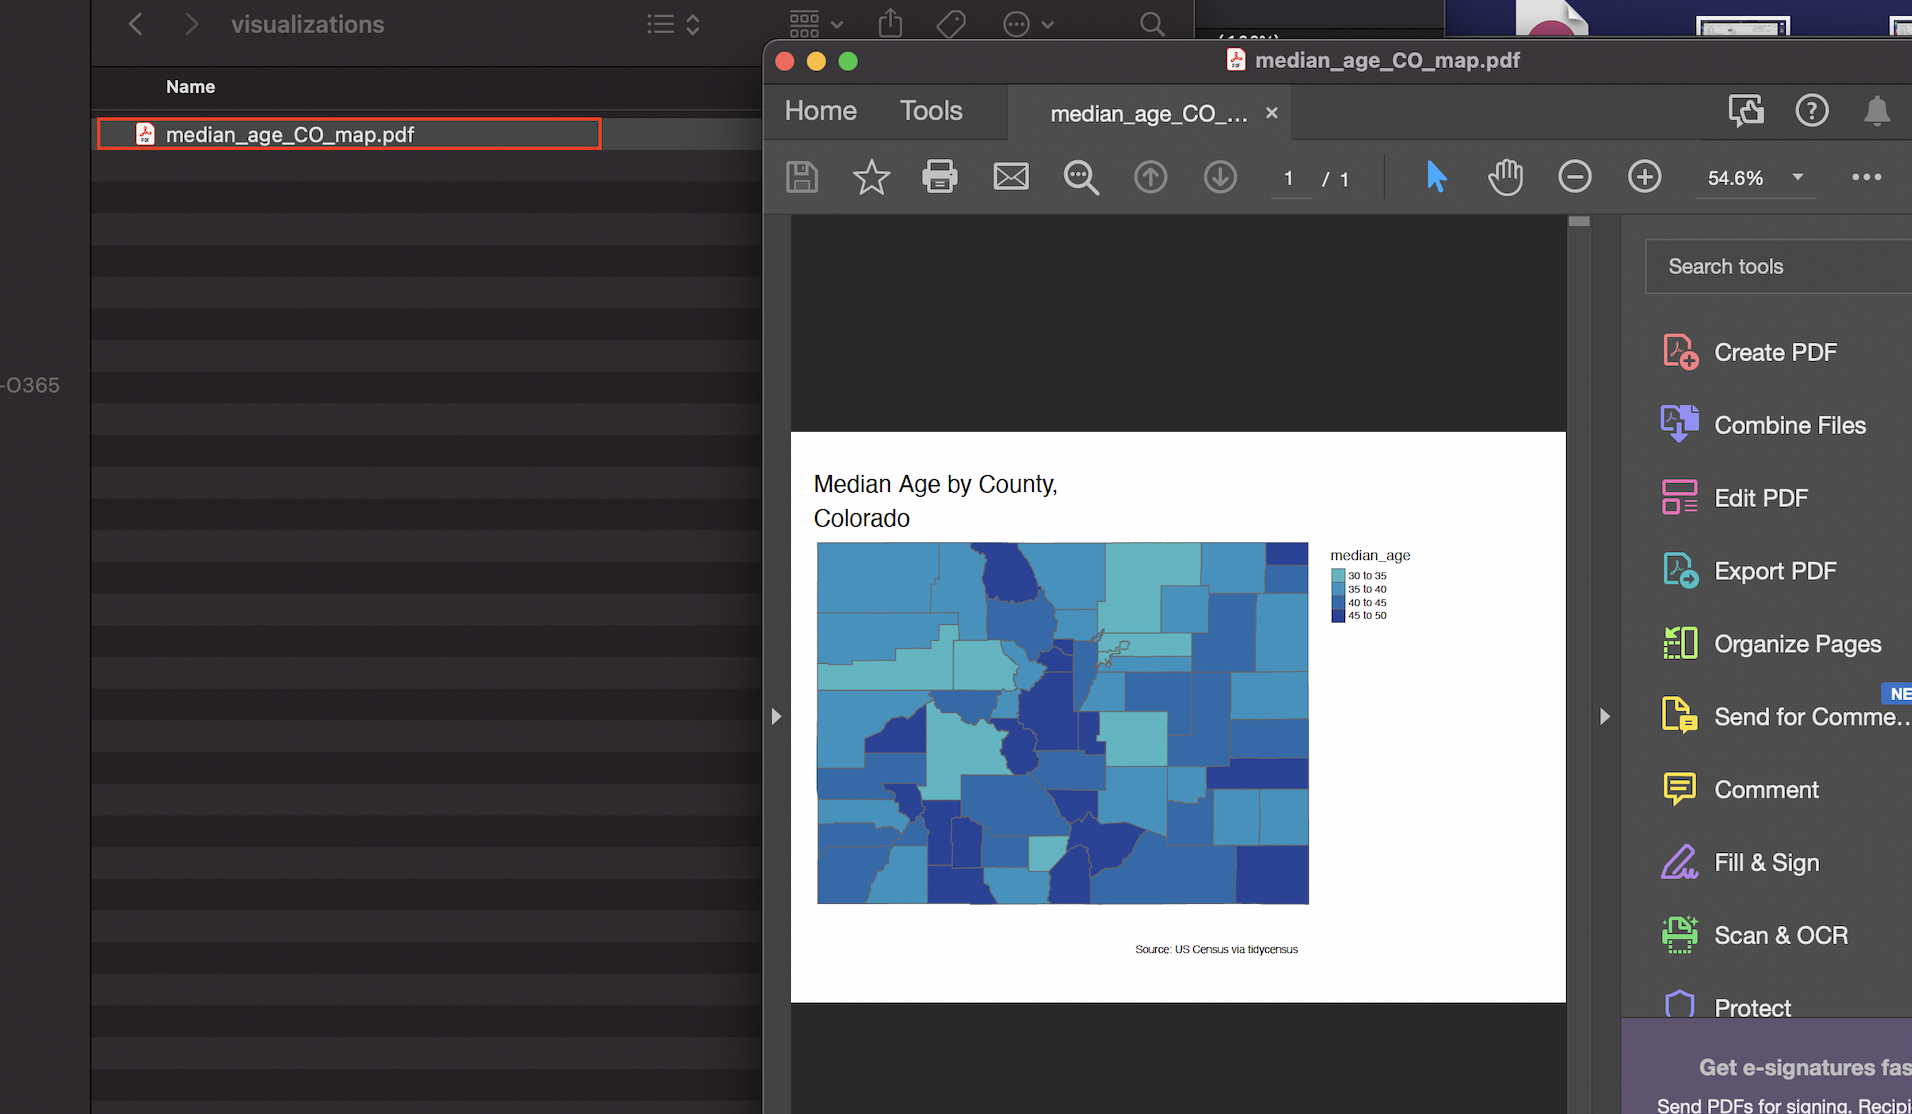 visualizations
Name
median_age_CO_map.pdf
-O365
median_age_CO_map.pdf
Home
Tools
median_age_CO_...
1 / 1
54.6%
Search tools
Create PDF
Combine Files
Edit PDF
Export PDF
Organize Pages
NE
Send for Comme...
Comment
Fill & Sign
Scan & OCR
Protect
Get e-signatures fas
Send PDFs for signing. Recipi
Median Age by County,
Colorado
median_age
30 to 35
35 to 40
40 to 45
45 to 50
Source: US Census via tidycensus